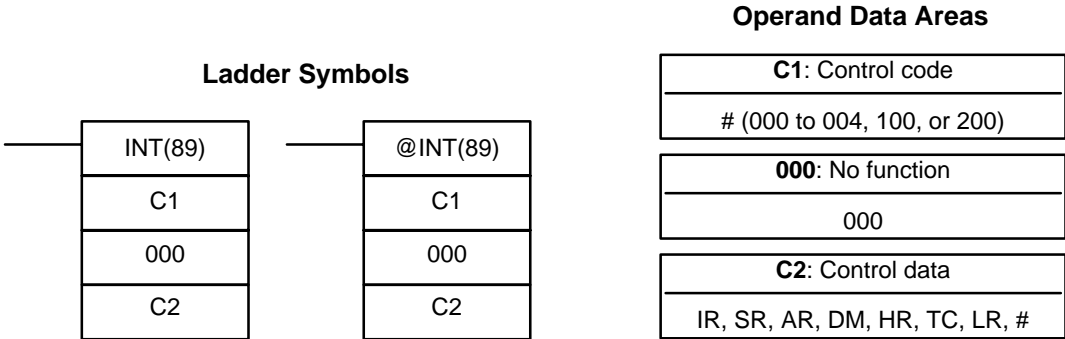 Ladder Symbols
INT(89)
C1
000
C2
@INT(89)
C1
000
C2
Operand Data Areas
C1: Control code
# (000 to 004, 100, or 200)
000: No function
000
C2: Control data
IR, SR, AR, DM, HR, TC, LR, #